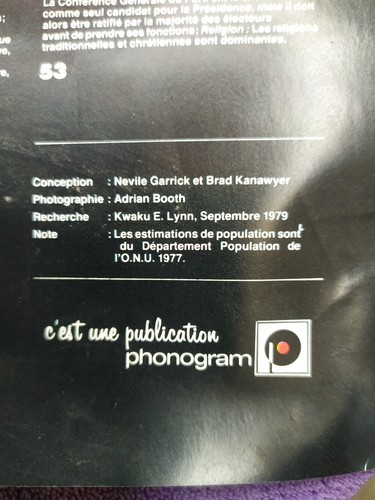 La Conférence Générale
comme seul candidat pour la Présidence, mais il doit
alors être ratifié par la majorité des électeurs
avant de prendre ses fonctions; Religion: Les religions
traditionnelles et chrétiennes sont dominantes.
53
Conception : Nevile Garrick et Brad Kanawyer
Photographie : Adrian Booth
Recherche : Kwaku E. Lynn, Septembre 1979
Note : Les estimations de population sont
du Département Population de
l'O.N.U. 1977.
c'est une publication
phonogram